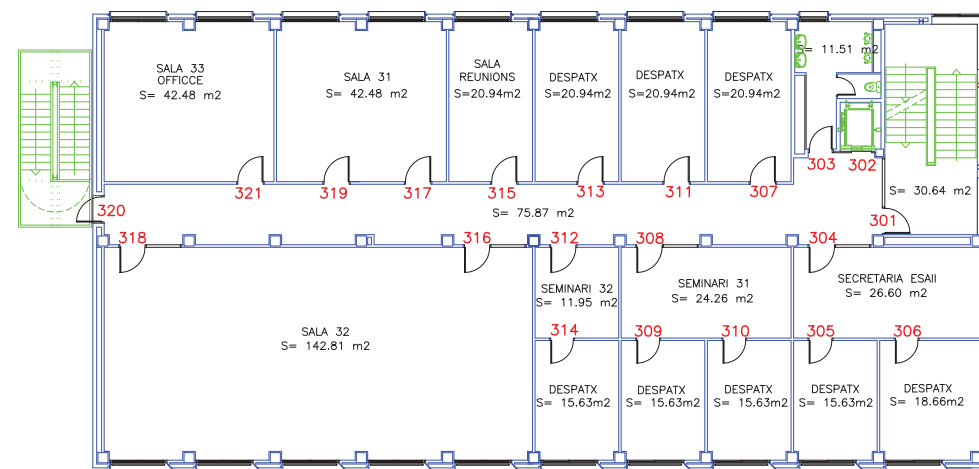 S= 11.51 m2
SALA 33
OFFICCE
S= 42.48 m2
SALA 31
S= 42.48 m2
SALA
REUNIONS
S=20.94m2
DESPATX
S=20.94m2
DESPATX
S=20.94m2
DESPATX
S=20.94m2
303
302
321
319
317
315
313
311
307
S= 30.64 m2
320
S= 75.87 m2
301
318
316
312
308
304
SEMINARI 32
S= 11.95 m2
SEMINARI 31
S= 24.26 m2
SECRETARIA ESAII
S= 26.60 m2
SALA 32
S= 142.81 m2
314
309
310
305
306
DESPATX
S= 15.63m2
DESPATX
S= 15.63m2
DESPATX
S= 15.63m2
DESPATX
S= 15.63m2
DESPATX
S= 18.66m2